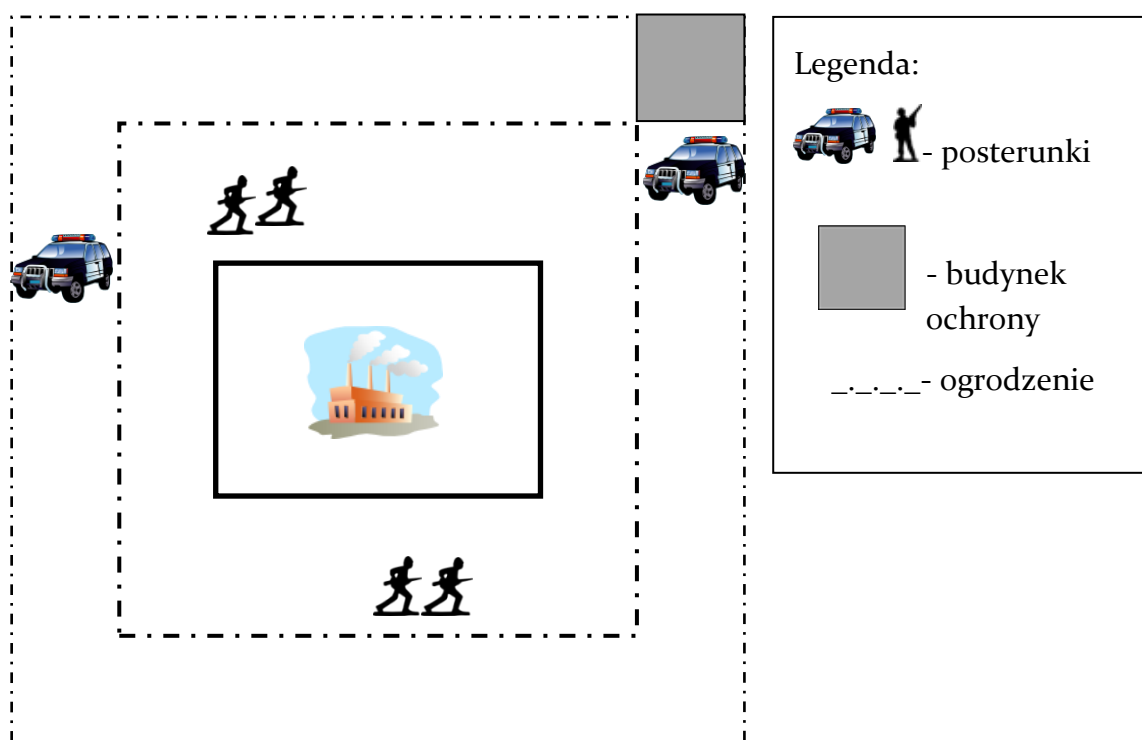 Legenda:
- posterunki
- budynek
ochrony
_._._._- ogrodzenie